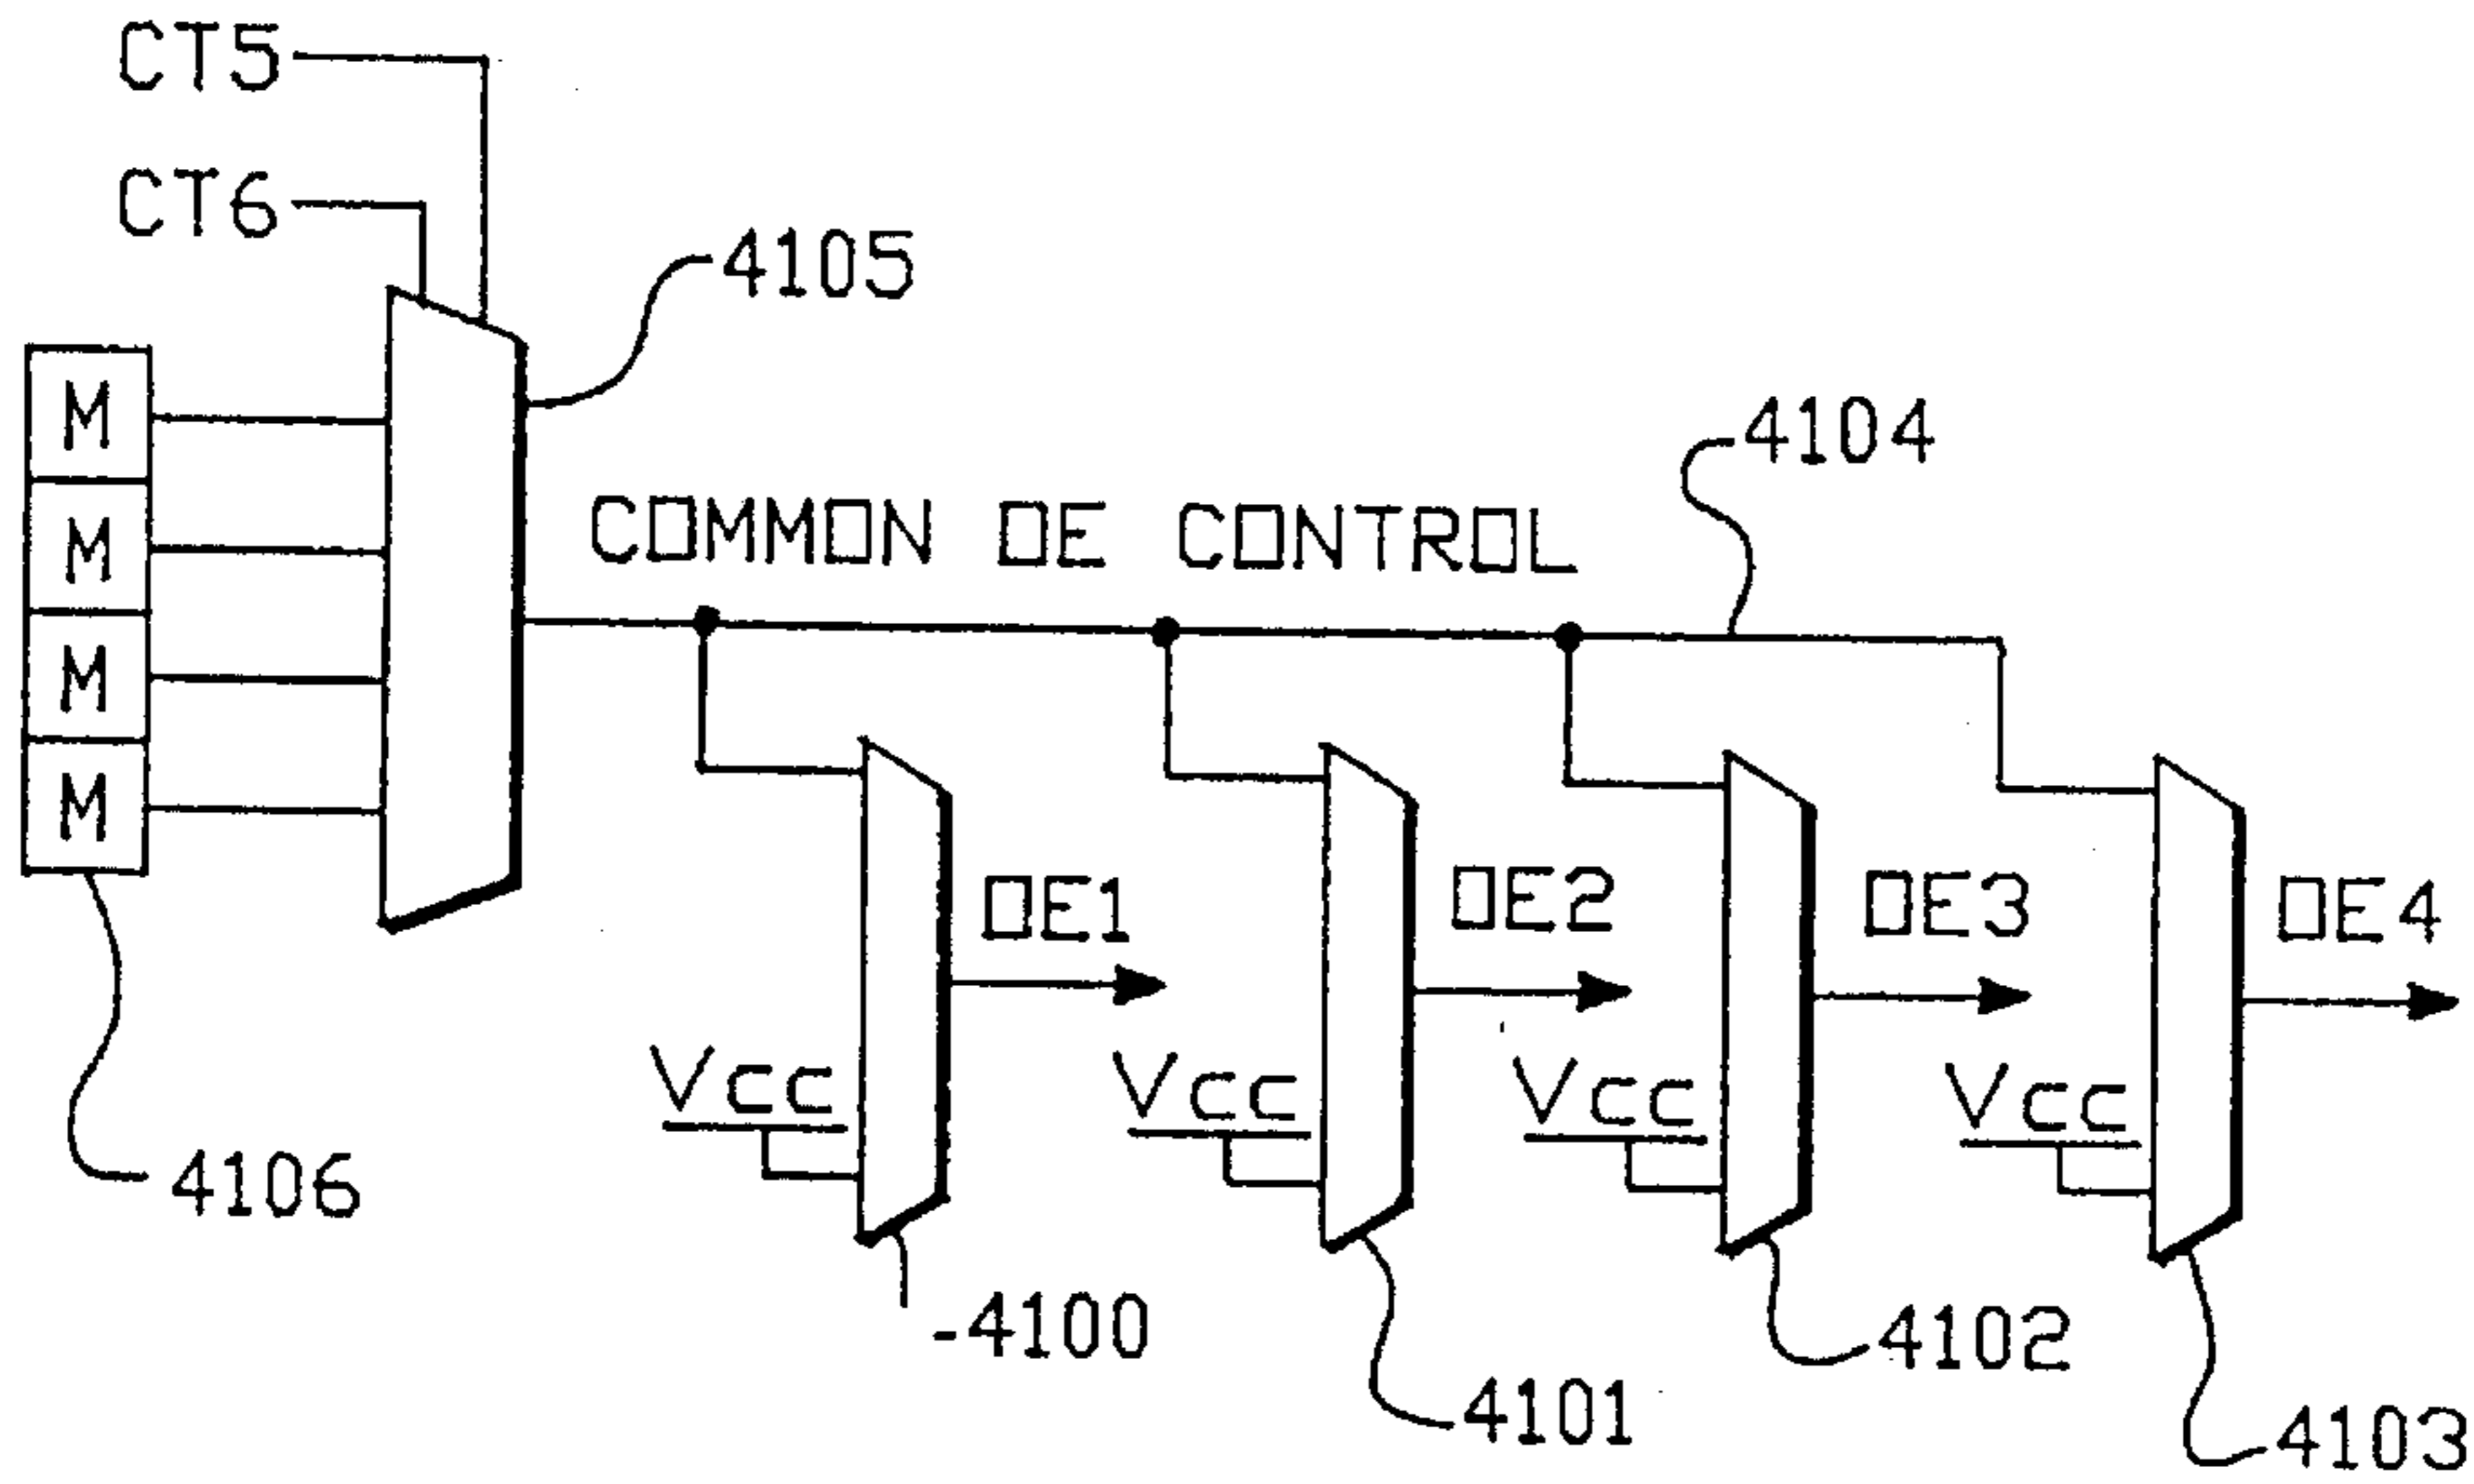 CT5
CT6
4105
4104
M
M
M
M
COMMON OE CONTROL
OE1
OE2
OE3
OE4
Vcc
Vcc
Vcc
Vcc
4106
4100
4101
4102
4103